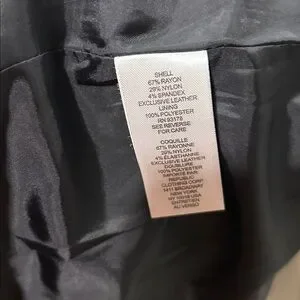 SHELL
67% RAYON
29% NYLON
4% SPANDEX
EXCLUSIVE LEATHER
LINING
100% POLYESTER
RN 93178
SEE REVERSE
FOR CARE
COQUILLE
67% RAYONNE
29% NYLON
4% ELASTHANNE
EXCLUSIVE LEATHER
DOUBLURE
100% POLYESTER
IMPORTE PAR:
REPUBLIC
CLOTHING CORP
1411 BROADWAY
NEW YORK
NY 10018 USA
ENTRETIEN
AU VERSO